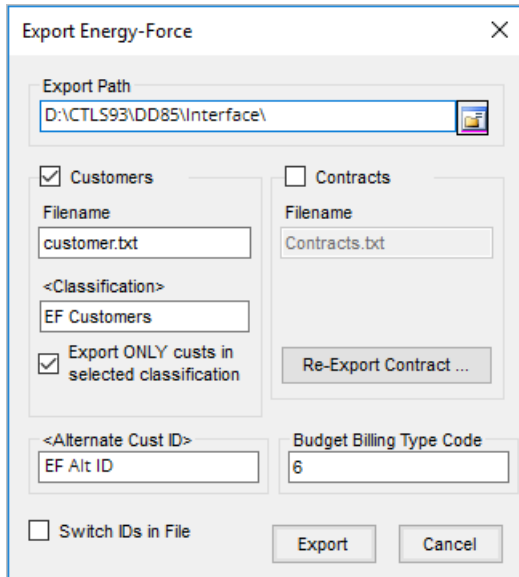 Export Energy-Force
Export Path
D:\CTLS93\DD85\Interface\
Customers
Filename
customer.txt
<Classification>
EF Customers
Export ONLY custs in
selected classification
Contracts
Filename
Contracts.txt
Re-Export Contract ...
<Alternate Cust ID>
EF Alt ID
Budget Billing Type Code
6
Switch IDs in File
Export
Cancel